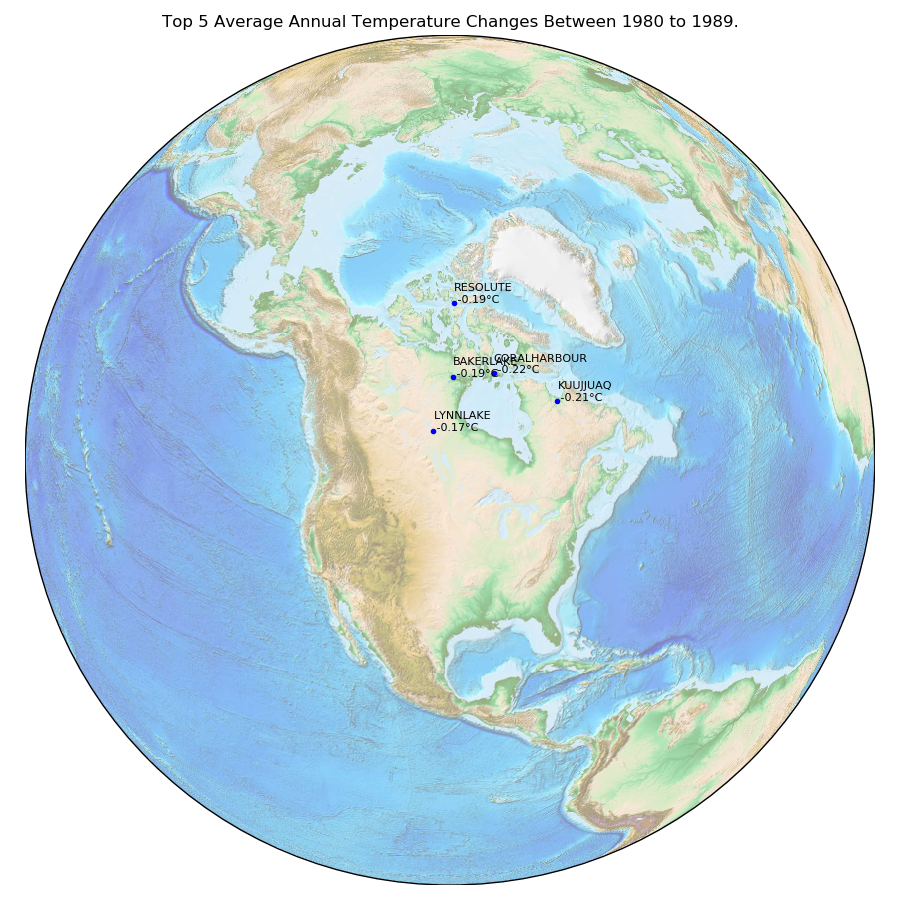 Top 5 Average Annual Temperature Changes Between 1980 to 1989.
RESOLUTE
-0.19°C
CORALHARBOUR
-0.22°C
BAKERLAKE
-0.19°C
KUUJJUAQ
-0.21°C
LYNNLAKE
-0.17°C